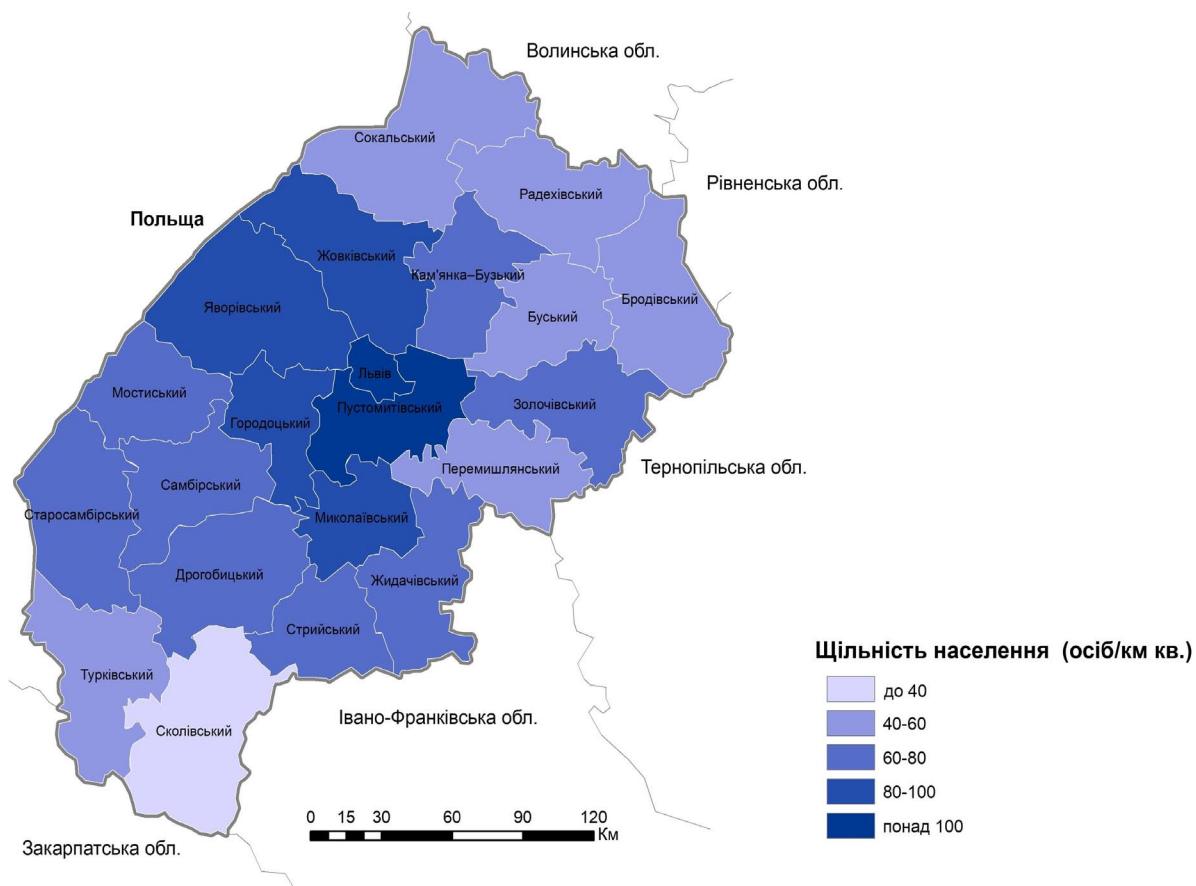 Волинська обл.
Сокальський
Рівненська обл.
Радехівський
Польща
Жовківський
Кам'янка–Бузький
Бродівський
Яворівський
Буський
Львів
Мостиський
Пустомитівський
Золочівський
Городоцький
Тернопільська обл.
Перемишлянський
Самбірський
Старосамбірський
Миколаївський
Дрогобицький
Жидачівський
Стрийський
Турківський
Івано-Франківська обл.
Сколівський
Закарпатська обл.
0 15 30 60 90 120
Км
Щільність населення (осіб/км кв.)
до 40
40-60
60-80
80-100
понад 100